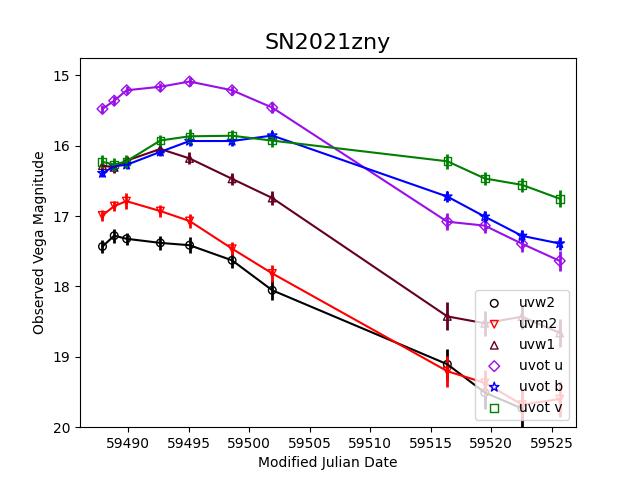 SN2021zny
Observed Vega Magnitude
15
16
17
18
19
20
uvw2
uvm2
uvw1
uvot u
uvot b
uvot v
59490 59495 59500 59505 59510 59515 59520 59525
Modified Julian Date